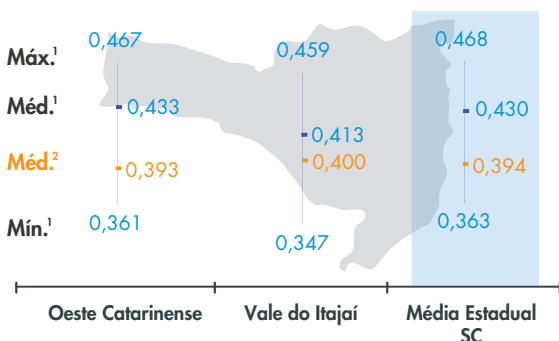 Máx.¹ 0,467 0,459 0,468
Méd.¹ 0,433 0,413 0,430
Méd.² 0,393 0,400 0,394
Mín.¹ 0,361 0,347 0,363
Oeste Catarinense Vale do Itajaí Média Estadual
SC